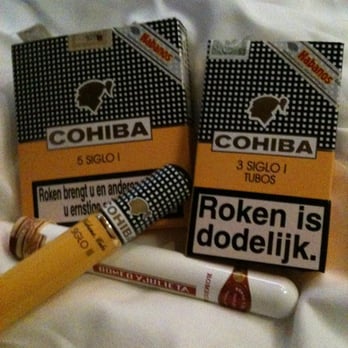 Habanos
COHIBA
5 SIGLO I
Roken brengt u en anderen
u ernstige
Habanos
COHIBA
3 SIGLO I
TUBOS
Roken is
dodelijk.
COHIBA
SIGLO II
ROMEO Y JULIETA